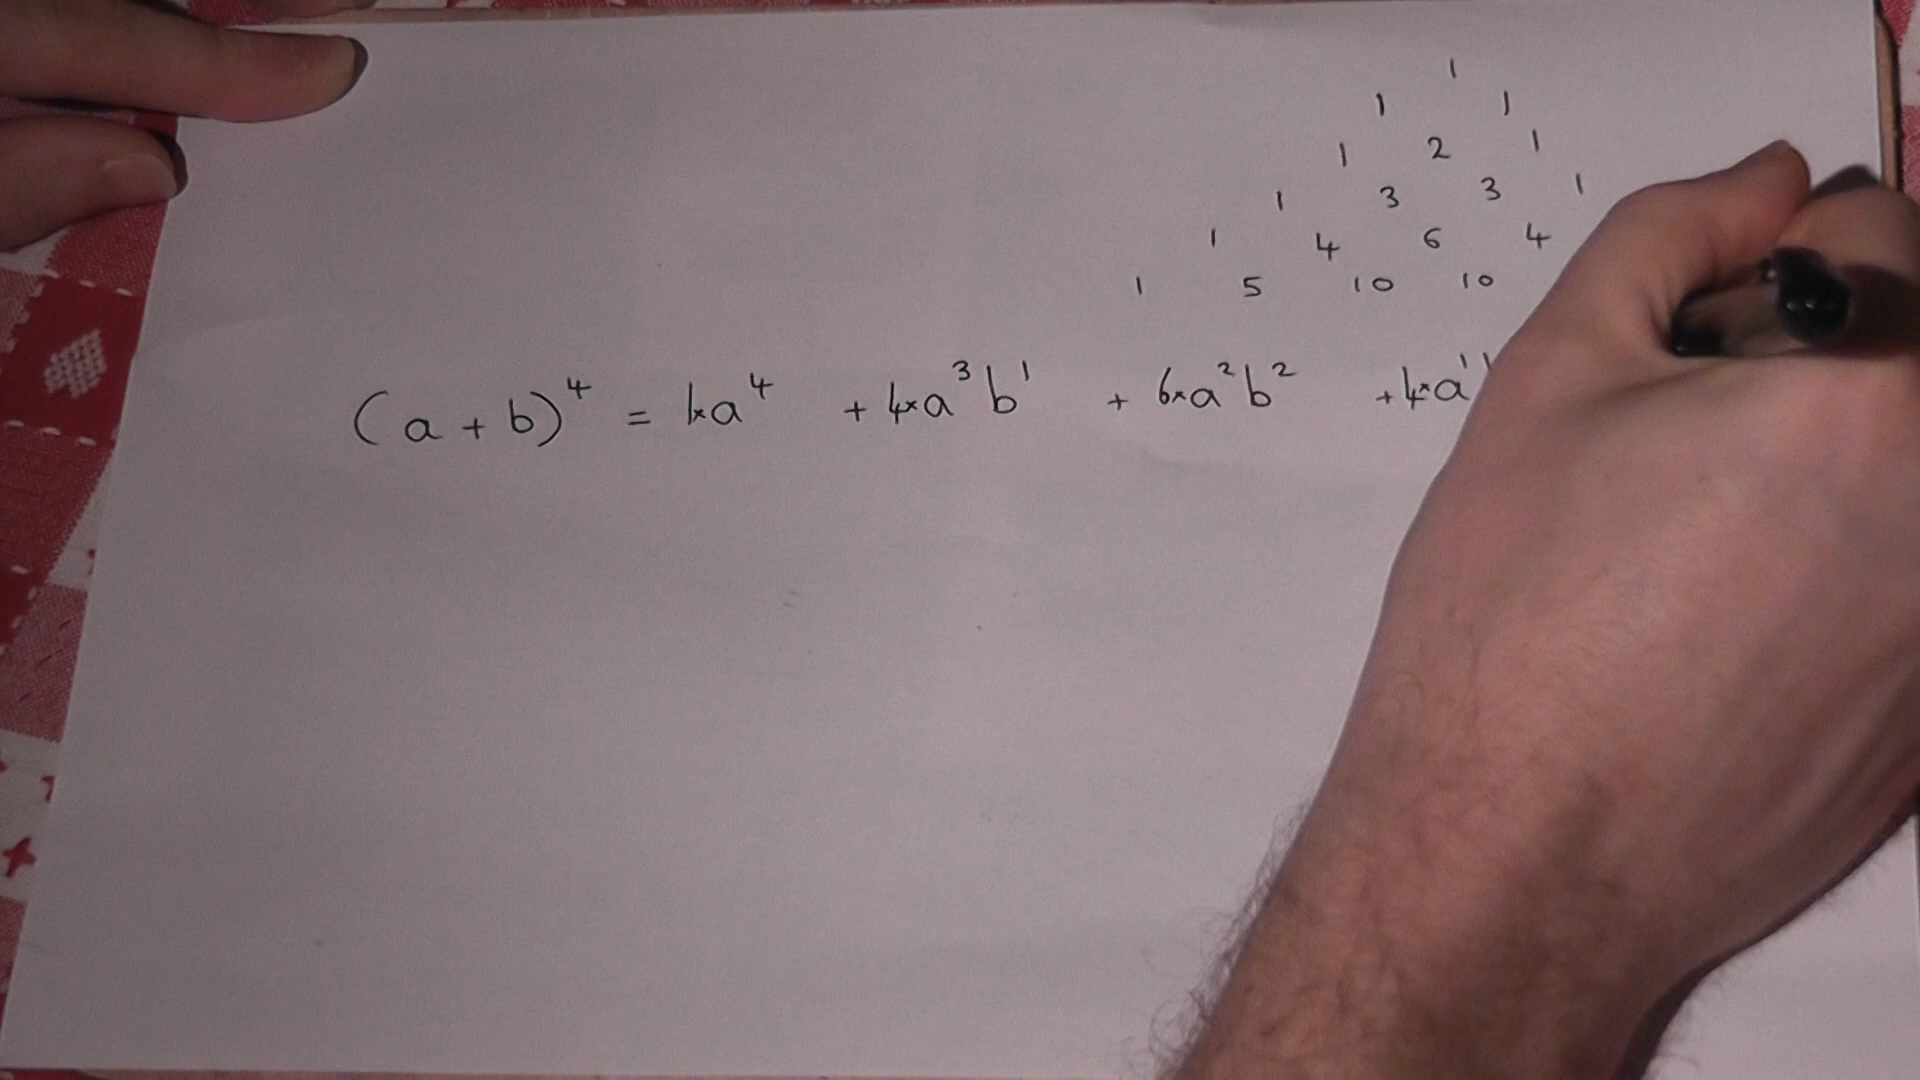 1
1 1
1 2 1
1 3 3 1
1 4 6 4
1 5 10 10
(a + b)⁴ = 1×a⁴ + 4×a³b¹ + 6×a²b² + 4×a¹